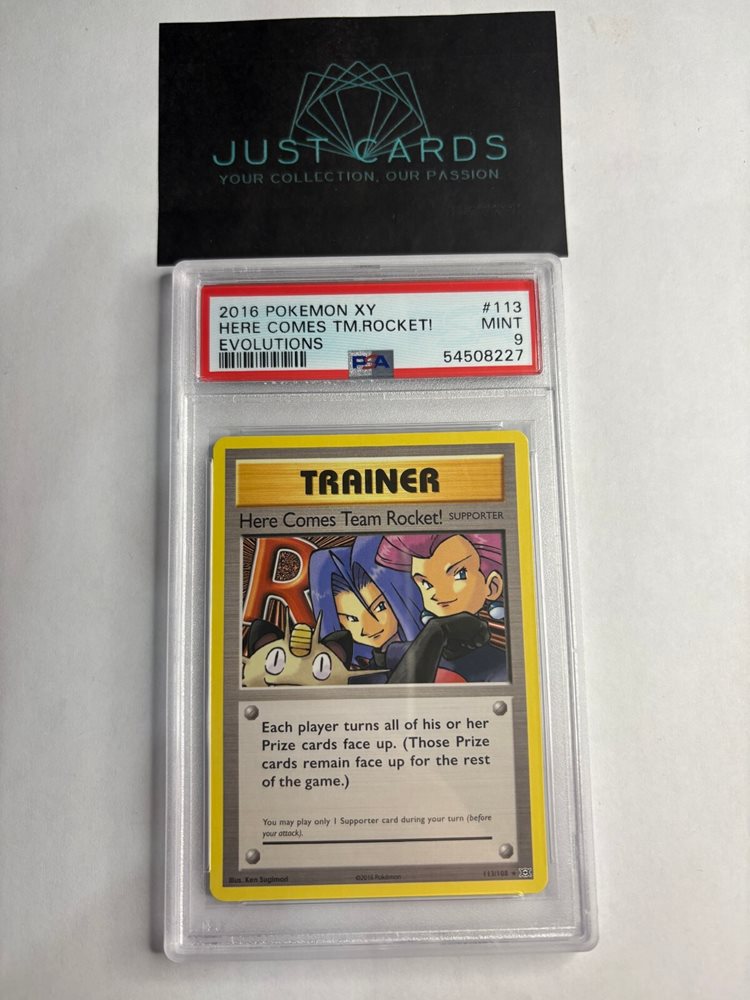 JUST CARDS
YOUR COLLECTION, OUR PASSION
2016 POKEMON XY #113
HERE COMES TM.ROCKET! MINT
EVOLUTIONS 9
PSA 54508227
TRAINER
Here Comes Team Rocket! SUPPORTER
R
Each player turns all of his or her
Prize cards face up. (Those Prize
cards remain face up for the rest
of the game.)
You may play only 1 Supporter card during your turn (before
your attack).
Illus. Ken Sugimori ©2016 Pokémon 113/108